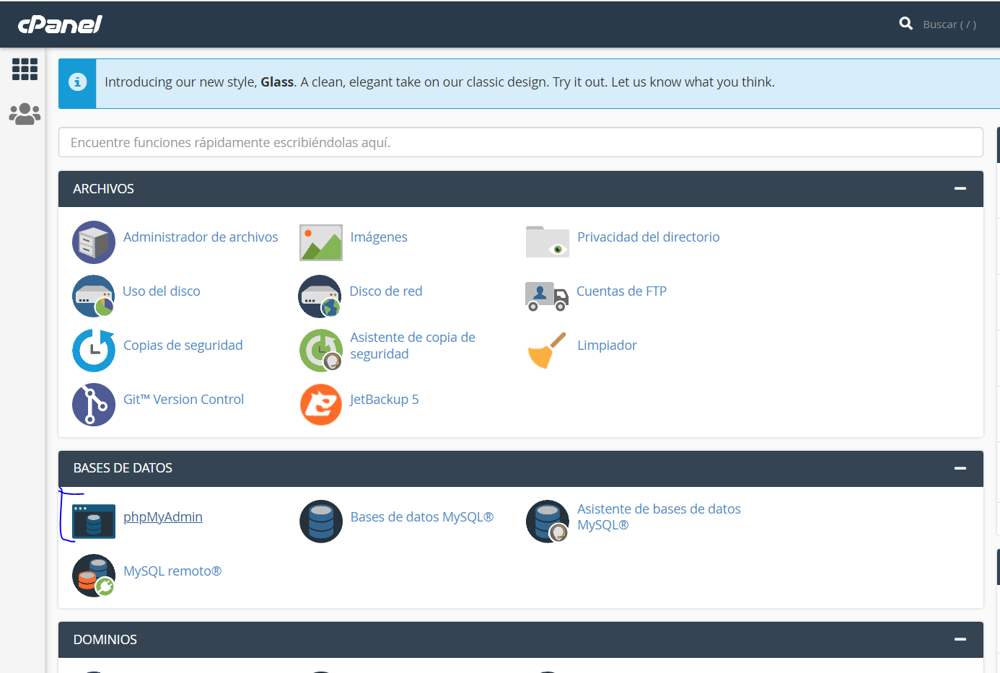 cPanel
Buscar ( / )
Introducing our new style, Glass. A clean, elegant take on our classic design. Try it out. Let us know what you think.
Encuentre funciones rápidamente escribiéndolas aquí.
ARCHIVOS
Administrador de archivos
Imágenes
Privacidad del directorio
Uso del disco
Disco de red
Cuentas de FTP
Copias de seguridad
Asistente de copia de
seguridad
Limpiador
Git™ Version Control
JetBackup 5
BASES DE DATOS
phpMyAdmin
Bases de datos MySQL®
Asistente de bases de datos
MySQL®
MySQL remoto®
DOMINIOS